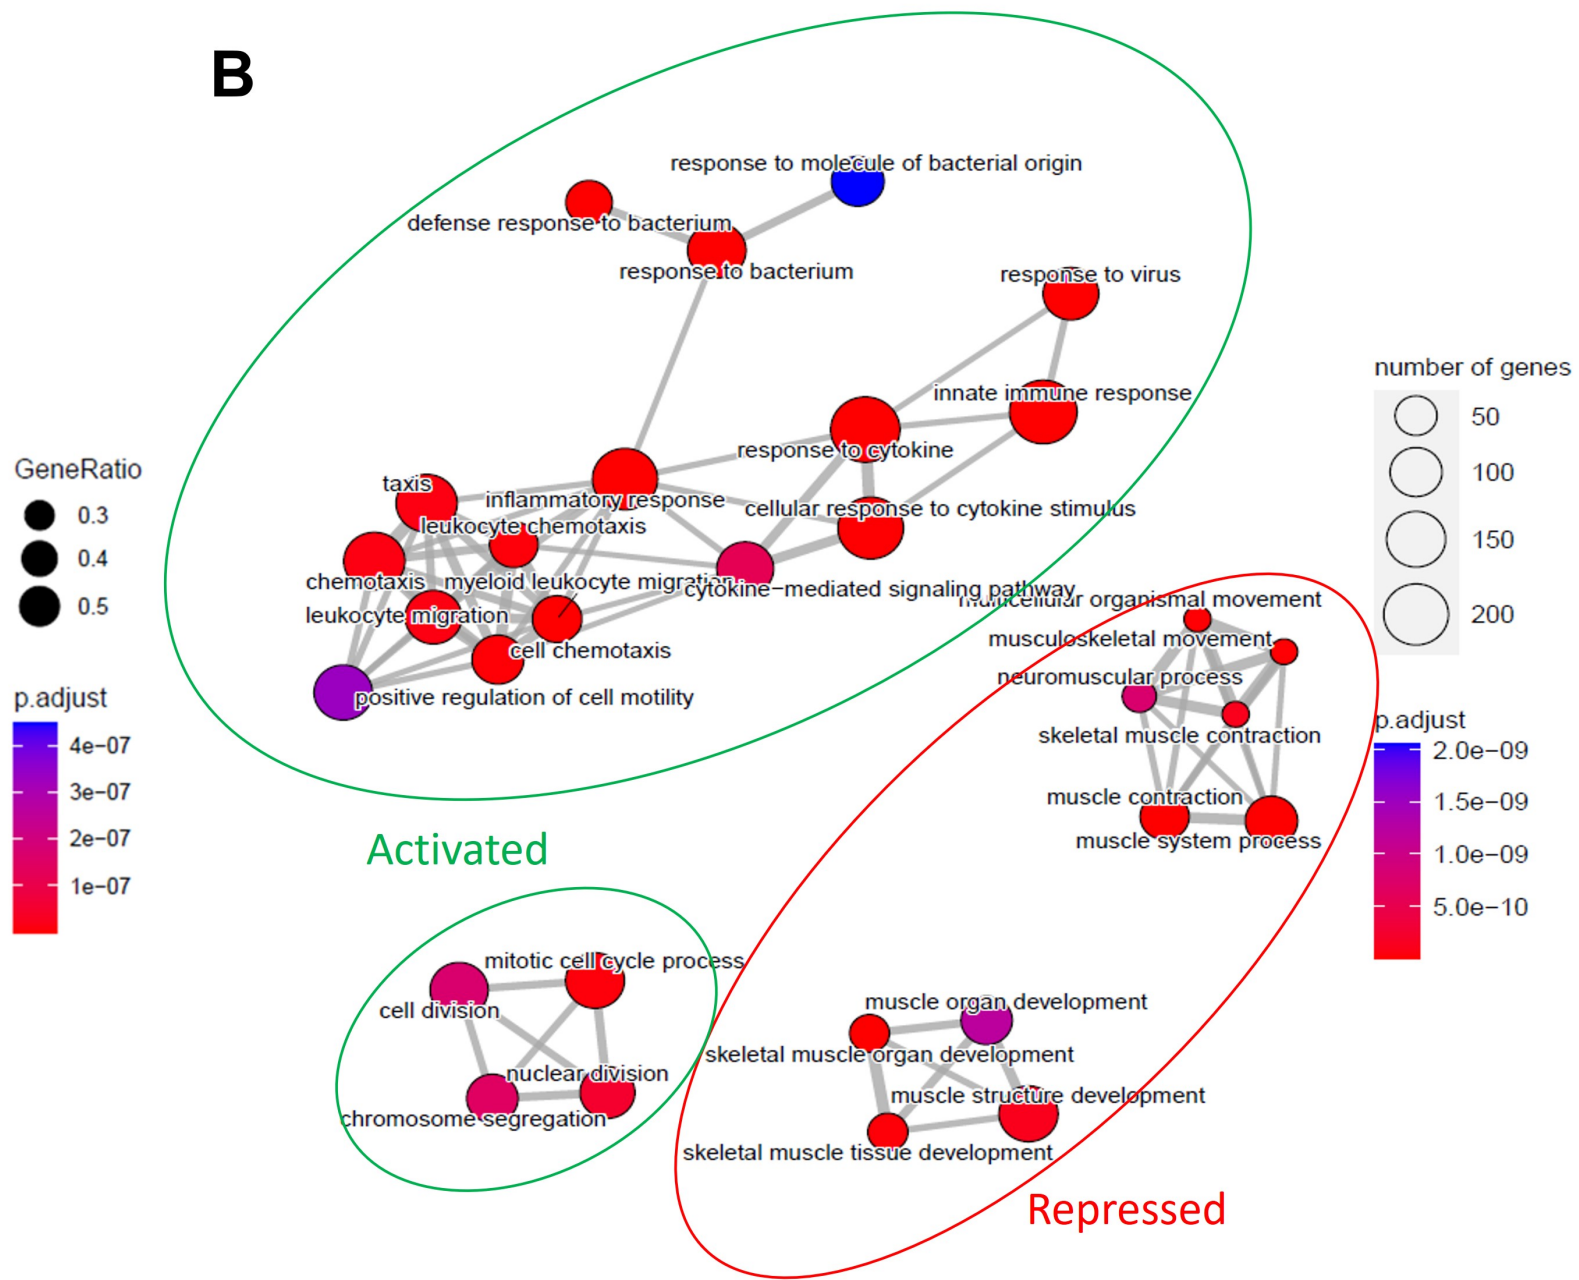 B
response to molecule of bacterial origin
defense response to bacterium
response to bacterium
response to virus
number of genes
50
100
150
200
innate immune response
response to cytokine
GeneRatio
0.3
0.4
0.5
taxis
inflammatory response
cellular response to cytokine stimulus
leukocyte chemotaxis
chemotaxis
myeloid leukocyte migration
cytokine−mediated signaling pathway
leukocyte migration
cell chemotaxis
positive regulation of cell motility
p.adjust
4e−07
3e−07
2e−07
1e−07
multicellular organismal movement
musculoskeletal movement
neuromuscular process
skeletal muscle contraction
muscle contraction
muscle system process
p.adjust
2.0e−09
1.5e−09
1.0e−09
5.0e−10
Activated
mitotic cell cycle process
cell division
nuclear division
chromosome segregation
muscle organ development
skeletal muscle organ development
muscle structure development
skeletal muscle tissue development
Repressed